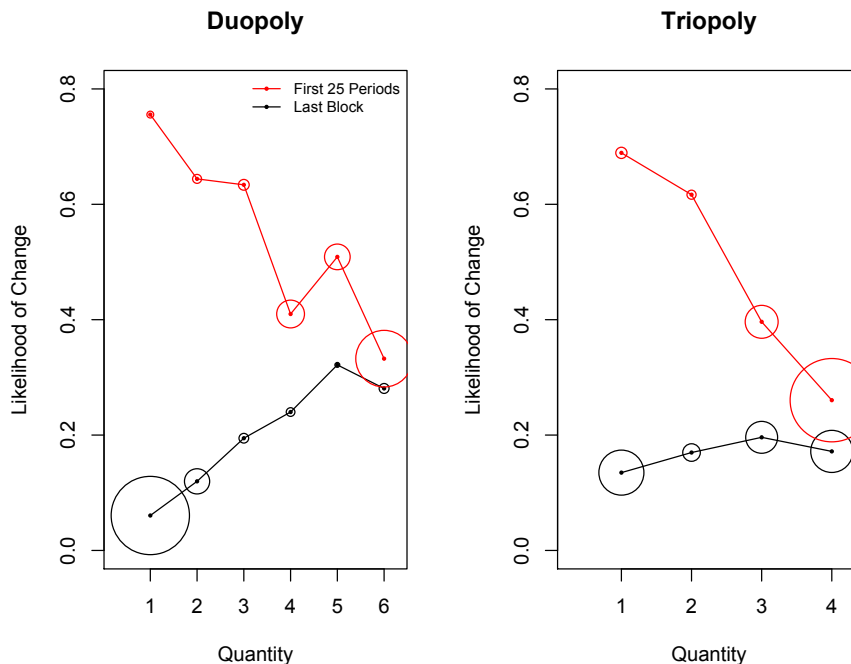 Duopoly
Likelihood of Change
0.8
0.6
0.4
0.2
0.0
First 25 Periods
Last Block
1 2 3 4 5 6
Quantity
Triopoly
Likelihood of Change
0.8
0.6
0.4
0.2
0.0
1 2 3 4
Quantity